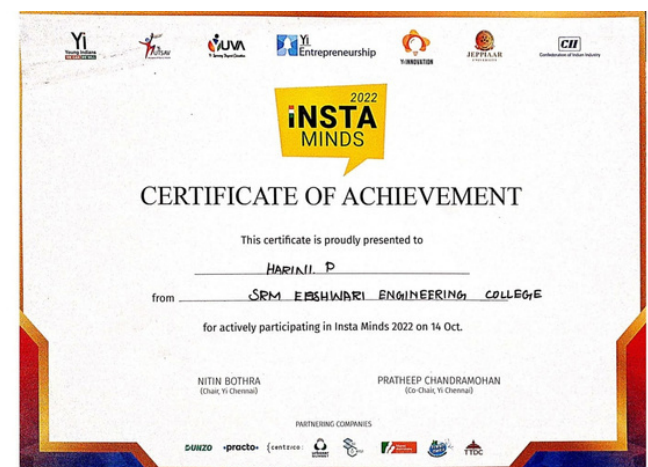 Yi
Young Indians
YUVA
Yi
Entrepreneurship
Yi INNOVATION
JEPPIAAR
UNIVERSITY
CII
Confederation of Indian Industry
2022
iNSTA
MINDS
CERTIFICATE OF ACHIEVEMENT
This certificate is proudly presented to
HARINI. P
from SRM EESHWARI ENGINEERING COLLEGE
for actively participating in Insta Minds 2022 on 14 Oct.
NITIN BOTHRA
(Chair, Yi Chennai)
PRATHEEP CHANDRAMOHAN
(Co-Chair, Yi Chennai)
PARTNERING COMPANIES
DUNZO
•practo•
TTDC